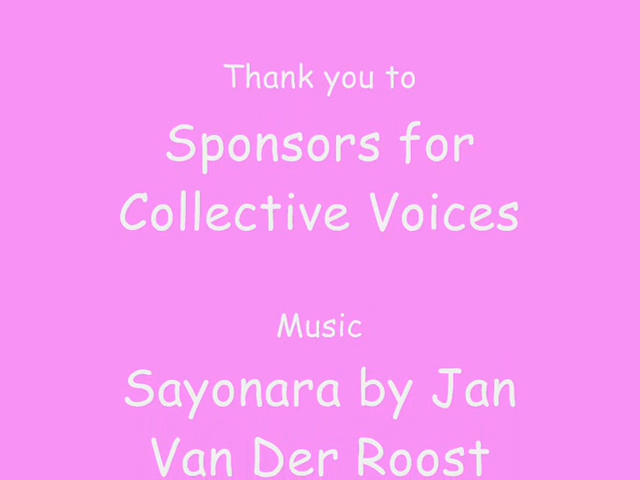 Thank you to
Sponsors for
Collective Voices
Music
Sayonara by Jan
Van Der Roost